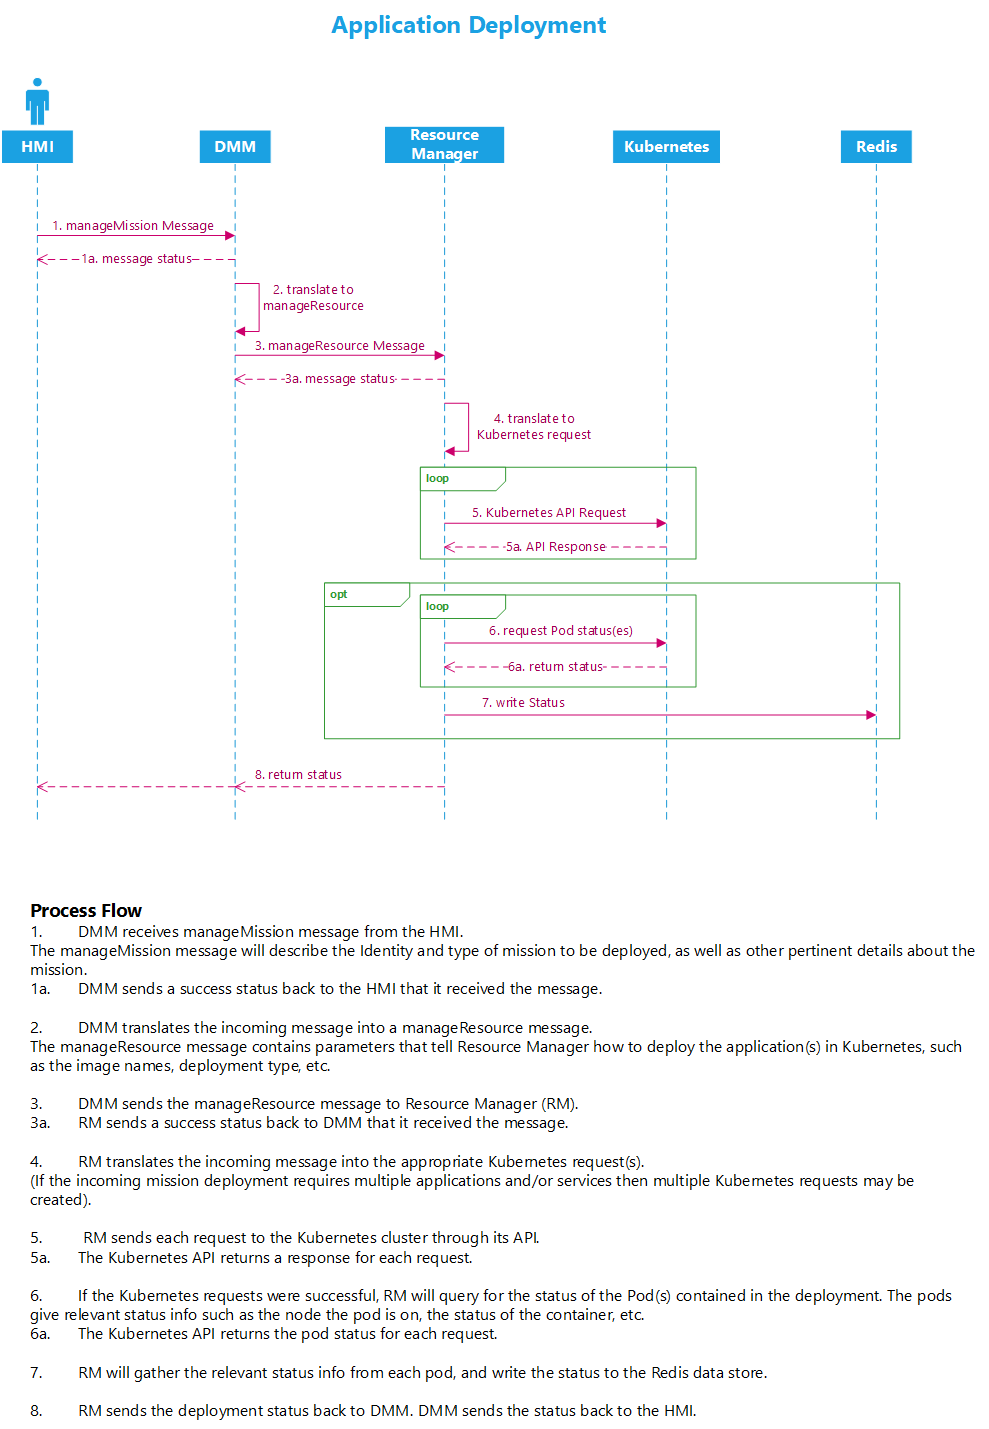 Application Deployment
HMI
DMM
Resource
Manager
Kubernetes
Redis
1. manageMission Message
1a. message status
2. translate to
manageResource
3. manageResource Message
3a. message status
4. translate to
Kubernetes request
loop
5. Kubernetes API Request
5a. API Response
opt
loop
6. request Pod status(es)
6a. return status
7. write Status
8. return status
Process Flow
1. DMM receives manageMission message from the HMI.
The manageMission message will describe the Identity and type of mission to be deployed, as well as other pertinent details about the
mission.
1a. DMM sends a success status back to the HMI that it received the message.
2. DMM translates the incoming message into a manageResource message.
The manageResource message contains parameters that tell Resource Manager how to deploy the application(s) in Kubernetes, such
as the image names, deployment type, etc.
3. DMM sends the manageResource message to Resource Manager (RM).
3a. RM sends a success status back to DMM that it received the message.
4. RM translates the incoming message into the appropriate Kubernetes request(s).
(If the incoming mission deployment requires multiple applications and/or services then multiple Kubernetes requests may be
created).
5. RM sends each request to the Kubernetes cluster through its API.
5a. The Kubernetes API returns a response for each request.
6. If the Kubernetes requests were successful, RM will query for the status of the Pod(s) contained in the deployment. The pods
give relevant status info such as the node the pod is on, the status of the container, etc.
6a. The Kubernetes API returns the pod status for each request.
7. RM will gather the relevant status info from each pod, and write the status to the Redis data store.
8. RM sends the deployment status back to DMM. DMM sends the status back to the HMI.